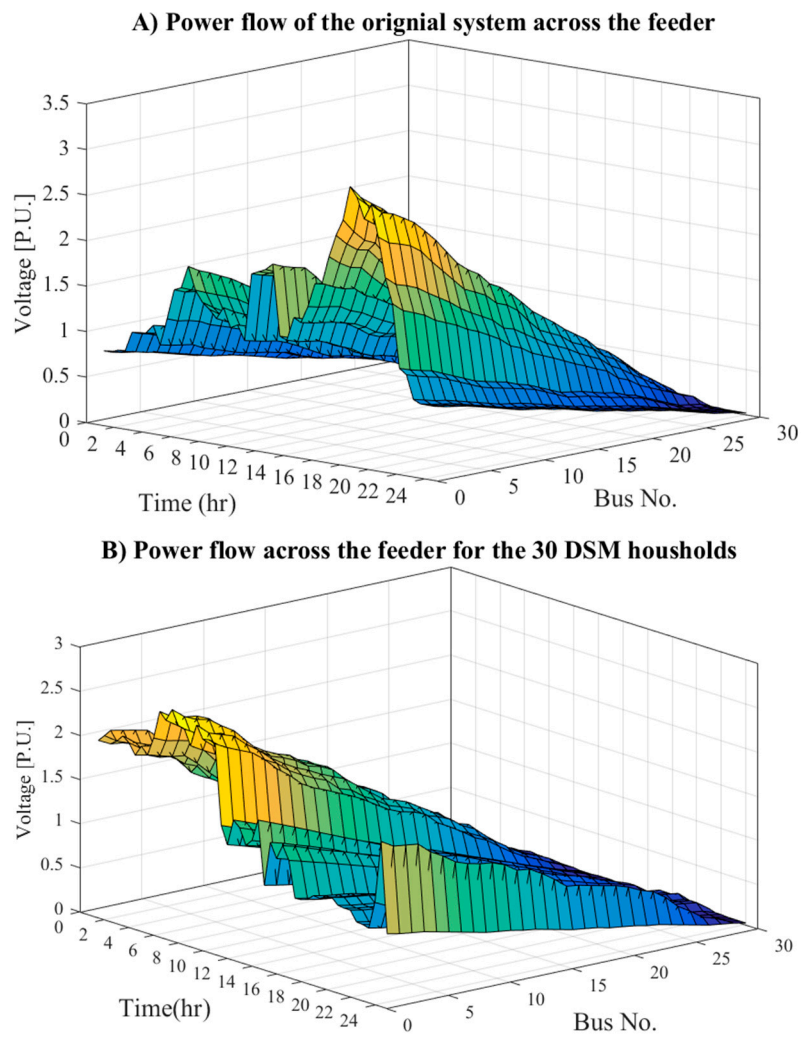 A) Power flow of the orignial system across the feeder
3.5
3
2.5
2
1.5
1
0.5
0
Voltage [P.U.]
0 2 4 6 8 10 12 14 16 18 20 22 24
Time (hr)
0 5 10 15 20 25 30
Bus No.
B) Power flow across the feeder for the 30 DSM housholds
3
2.5
2
1.5
1
0.5
0
Voltage [P.U.]
0 2 4 6 8 10 12 14 16 18 20 22 24
Time(hr)
0 5 10 15 20 25 30
Bus No.